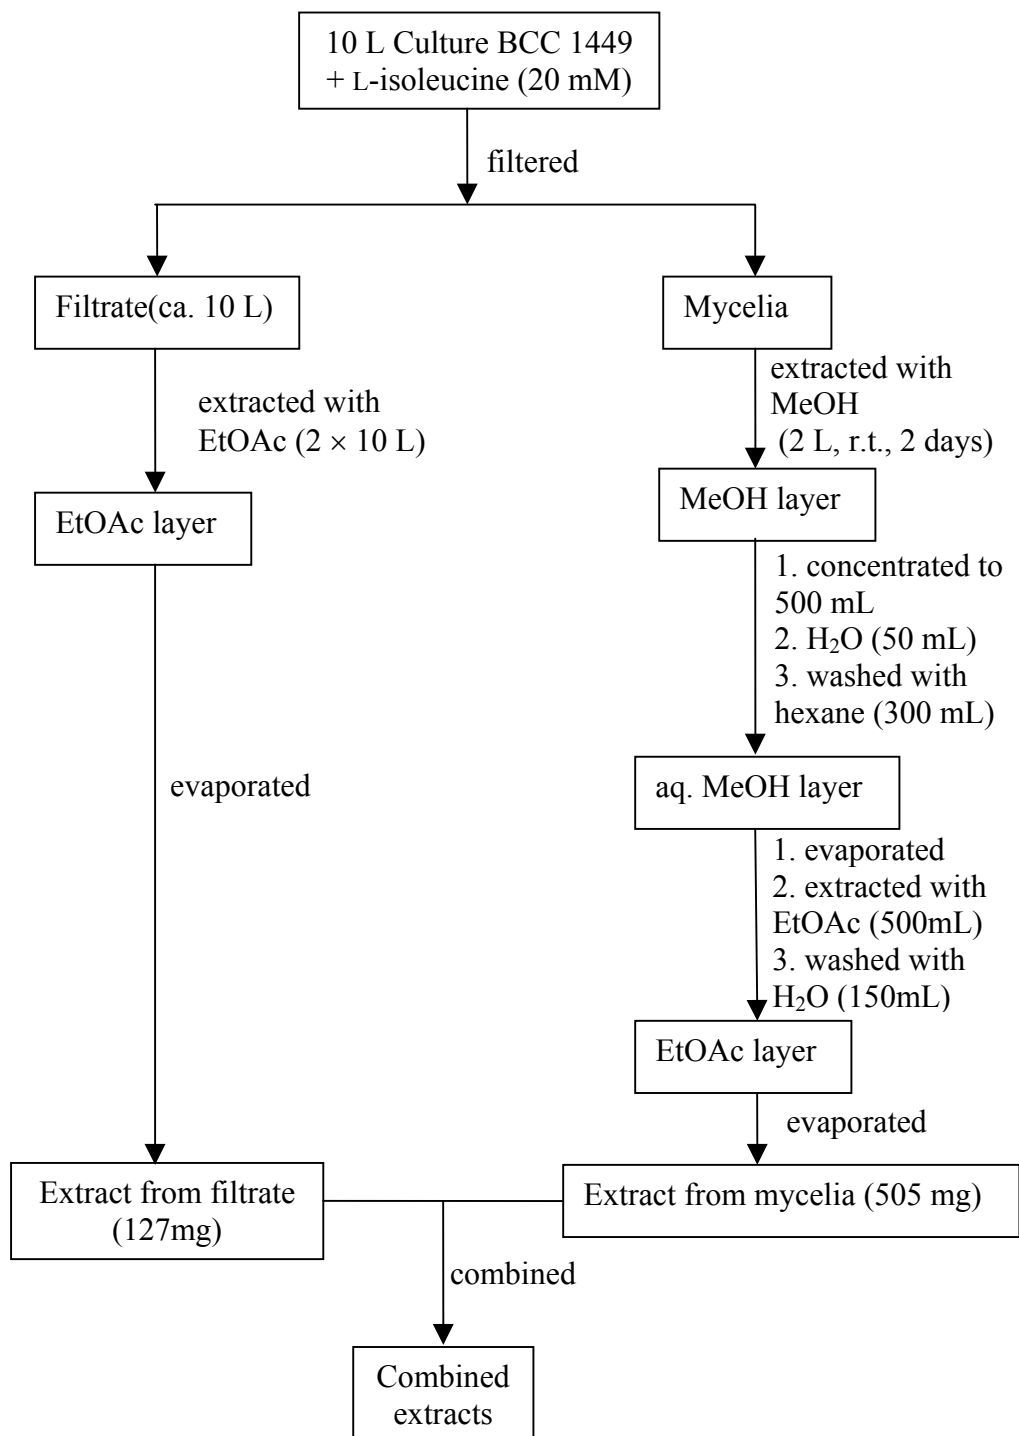 10 L Culture BCC 1449
+ L-isoleucine (20 mM)
filtered
Filtrate(ca. 10 L)
Mycelia
extracted with
EtOAc (2 × 10 L)
extracted with
MeOH
(2 L, r.t., 2 days)
EtOAc layer
MeOH layer
1. concentrated to
500 mL
2. H₂O (50 mL)
3. washed with
hexane (300 mL)
evaporated
aq. MeOH layer
1. evaporated
2. extracted with
EtOAc (500mL)
3. washed with
H₂O (150mL)
EtOAc layer
evaporated
Extract from filtrate
(127mg)
Extract from mycelia (505 mg)
combined
Combined
extracts